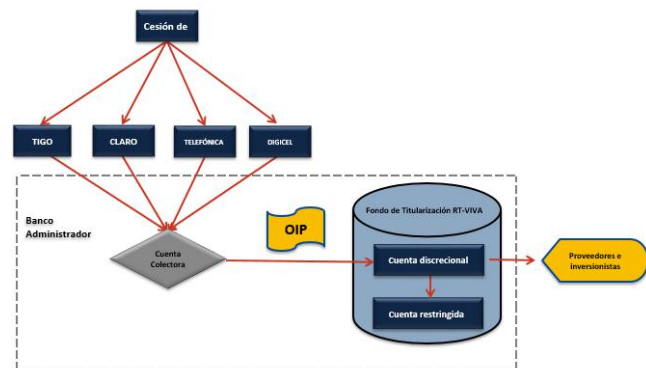 Cesión de
TIGO
CLARO
TELEFÓNICA
DIGICEL
Banco
Administrador
Cuenta
Colectora
OIP
Fondo de Titularización RT-VIVA
Cuenta discrecional
Cuenta restringida
Proveedores e
inversionistas